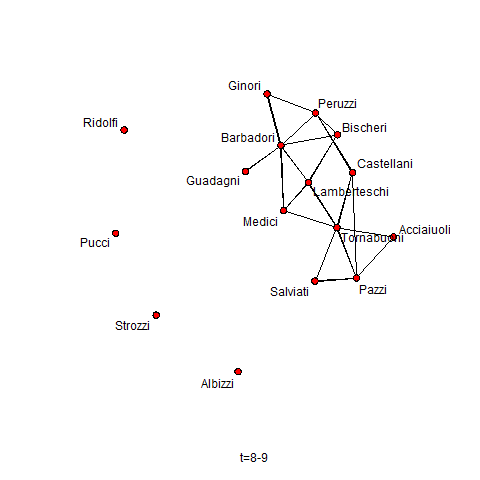 Ginori
Peruzzi
Ridolfi
Bischeri
Barbadori
Castellani
Guadagni
Lamberteschi
Medici
Acciaiuoli
Tornabuoni
Pucci
Salviati
Pazzi
Strozzi
Albizzi
t=8-9